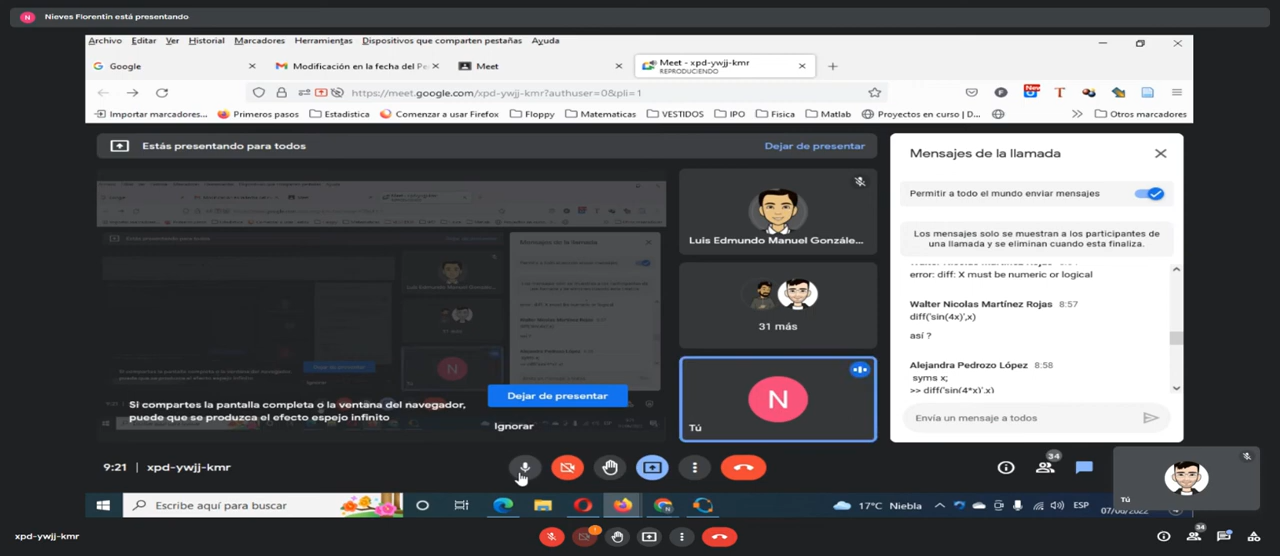 Nieves Florentín está presentando
Archivo Editar Ver Historial Marcadores Herramientas Dispositivos que comparten pestañas Ayuda
Google
Modificación en la fecha del Pe
Meet
Meet - xpd-ywjj-kmr
REPRODUCIENDO
https://meet.google.com/xpd-ywjj-kmr?authuser=0&pli=1
Importar marcadores... Primeros pasos Estadistica Comenzar a usar Firefox Floppy Matematicas VESTIDOS IPO Fisica Matlab Proyectos en curso | D... Otros marcadores
Estás presentando para todos
Dejar de presentar
Si compartes la pantalla completa o la ventana del navegador,
puede que se produzca el efecto espejo infinito
Dejar de presentar
Ignorar
Luis Edmundo Manuel Gonzále...
31 más
N
Tú
Mensajes de la llamada
Permitir a todo el mundo enviar mensajes
Los mensajes solo se muestran a los participantes de
una llamada y se eliminan cuando esta finaliza.
error: diff: X must be numeric or logical
Walter Nicolas Martínez Rojas 8:57
diff('sin(4x)',x)
así ?
Alejandra Pedrozo López 8:58
syms x;
>> diff('sin(4*x)',x)
Envía un mensaje a todos
9:21 | xpd-ywjj-kmr
34
Tú
Escribe aquí para buscar
17°C Niebla
ESP
07/06/2022
xpd-ywjj-kmr
34